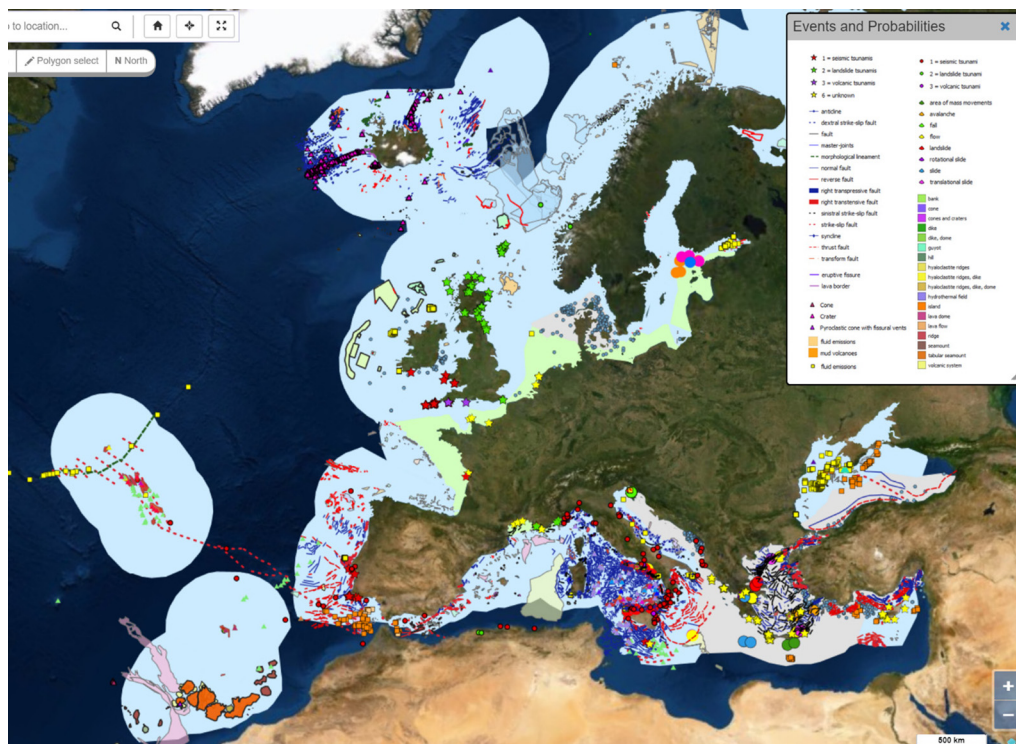 to location...
Polygon select
N North
Events and Probabilities
1 = seismic tsunamis
2 = landslide tsunamis
3 = volcanic tsunamis
6 = unknown
anticline
dextral strike-slip fault
fault
master-joints
morphological lineament
normal fault
reverse fault
right transpressive fault
right transtensive fault
sinistral strike-slip fault
strike-slip fault
syncline
thrust fault
transform fault
eruptive fissure
lava border
Cone
Crater
Pyroclastic cone with fissural vents
fluid emissions
mud volcanoes
fluid emissions
1 = seismic tsunami
2 = landslide tsunami
3 = volcanic tsunami
area of mass movements
avalanche
fall
flow
landslide
rotational slide
slide
translational slide
bank
cone
cones and craters
dike
dike, dome
guyot
hill
hyaloclastite ridges
hyaloclastite ridges, dike
hyaloclastite ridges, dike, dome
hydrothermal field
island
lava dome
lava flow
ridge
seamount
tabular seamount
volcanic system
500 km